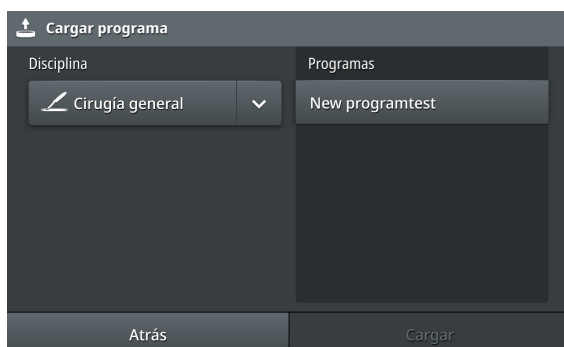 Cargar programa
Disciplina
Cirugía general
Programas
New programtest
Atrás
Cargar